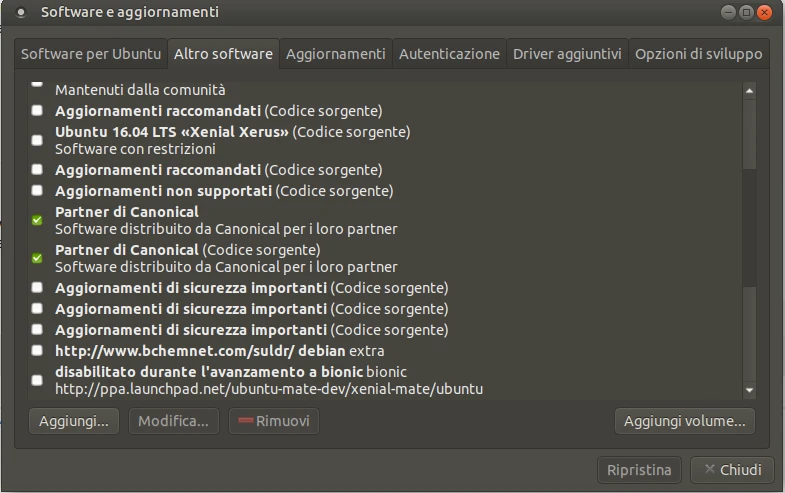 Software e aggiornamenti
Software per Ubuntu Altro software Aggiornamenti Autenticazione Driver aggiuntivi Opzioni di sviluppo
Mantenuti dalla comunità
Aggiornamenti raccomandati (Codice sorgente)
Ubuntu 16.04 LTS «Xenial Xerus» (Codice sorgente)
Software con restrizioni
Aggiornamenti raccomandati (Codice sorgente)
Aggiornamenti non supportati (Codice sorgente)
Partner di Canonical
Software distribuito da Canonical per i loro partner
Partner di Canonical (Codice sorgente)
Software distribuito da Canonical per i loro partner
Aggiornamenti di sicurezza importanti (Codice sorgente)
Aggiornamenti di sicurezza importanti (Codice sorgente)
Aggiornamenti di sicurezza importanti (Codice sorgente)
http://www.bchemnet.com/suldr/ debian extra
disabilitato durante l'avanzamento a bionic bionic
http://ppa.launchpad.net/ubuntu-mate-dev/xenial-mate/ubuntu
Aggiungi... Modifica... Rimuovi Aggiungi volume...
Ripristina Chiudi